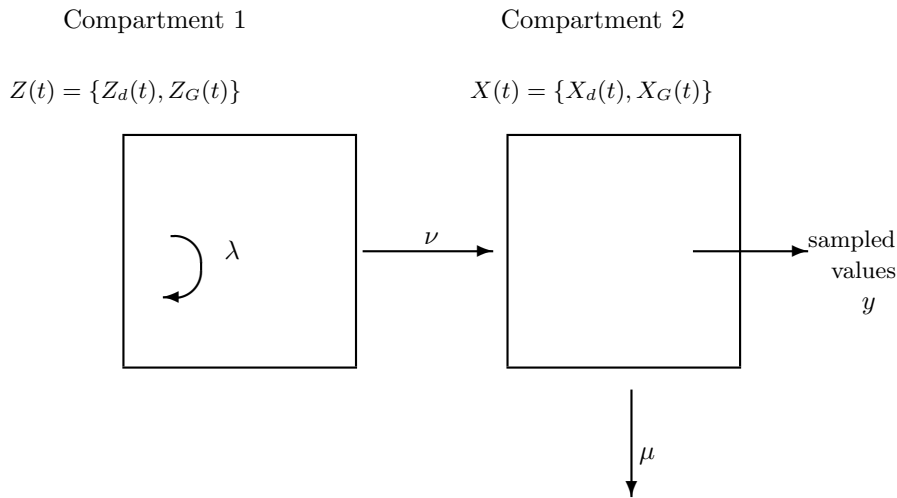 Compartment 1
Compartment 2
Z(t) = {Z_d(t), Z_G(t)}
X(t) = {X_d(t), X_G(t)}
λ
ν
sampled
values
y
μ